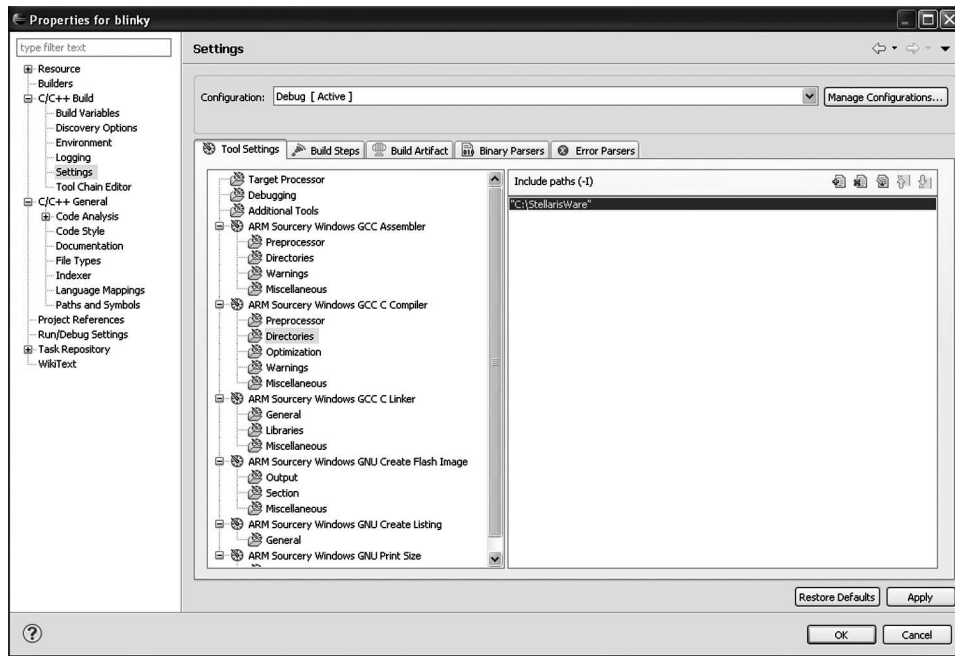 Properties for blinky
type filter text
Resource
Builders
C/C++ Build
Build Variables
Discovery Options
Environment
Logging
Settings
Tool Chain Editor
C/C++ General
Code Analysis
Code Style
Documentation
File Types
Indexer
Language Mappings
Paths and Symbols
Project References
Run/Debug Settings
Task Repository
WikiText
Settings
Configuration: Debug [ Active ]
Manage Configurations...
Tool Settings Build Steps Build Artifact Binary Parsers Error Parsers
Target Processor
Debugging
Additional Tools
ARM Sourcery Windows GCC Assembler
Preprocessor
Directories
Warnings
Miscellaneous
ARM Sourcery Windows GCC C Compiler
Preprocessor
Directories
Optimization
Warnings
Miscellaneous
ARM Sourcery Windows GCC C Linker
General
Libraries
Miscellaneous
ARM Sourcery Windows GNU Create Flash Image
Output
Section
Miscellaneous
ARM Sourcery Windows GNU Create Listing
General
ARM Sourcery Windows GNU Print Size
Include paths (-I)
"C:\StellarisWare"
Restore Defaults Apply
? OK Cancel